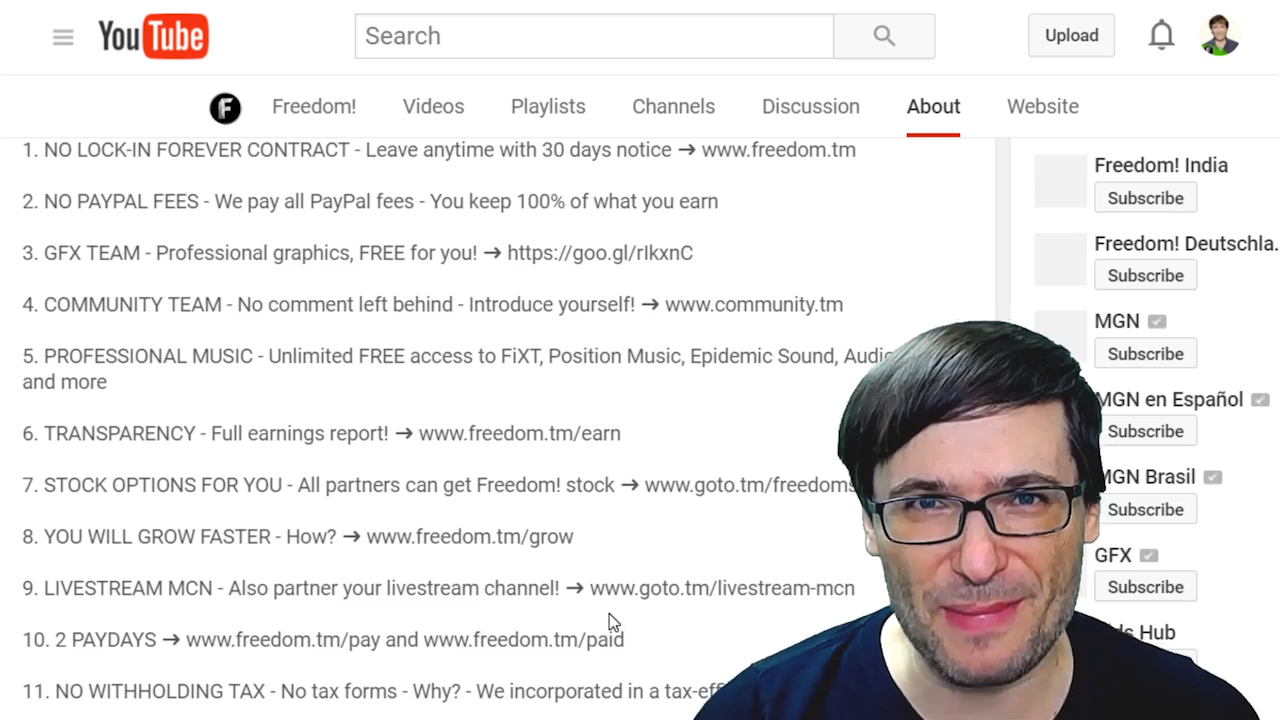 YouTube
Search
Upload
F Freedom! Videos Playlists Channels Discussion About Website
1. NO LOCK-IN FOREVER CONTRACT - Leave anytime with 30 days notice → www.freedom.tm
2. NO PAYPAL FEES - We pay all PayPal fees - You keep 100% of what you earn
3. GFX TEAM - Professional graphics, FREE for you! → https://goo.gl/rIkxnC
4. COMMUNITY TEAM - No comment left behind - Introduce yourself! → www.community.tm
5. PROFESSIONAL MUSIC - Unlimited FREE access to FiXT, Position Music, Epidemic Sound,
and more
6. TRANSPARENCY - Full earnings report! → www.freedom.tm/earn
7. STOCK OPTIONS FOR YOU - All partners can get Freedom! stock → www.goto.tm/freedoms
8. YOU WILL GROW FASTER - How? → www.freedom.tm/grow
9. LIVESTREAM MCN - Also partner your livestream channel! → www.goto.tm/livestream-mcn
10. 2 PAYDAYS → www.freedom.tm/pay and www.freedom.tm/paid
11. NO WITHHOLDING TAX - No tax forms - Why? - We incorporated in a
Freedom! India
Subscribe
Freedom! Deutschla.
Subscribe
MGN
Subscribe
MGN en Español
Subscribe
MGN Brasil
Subscribe
GFX
Subscribe
Hub